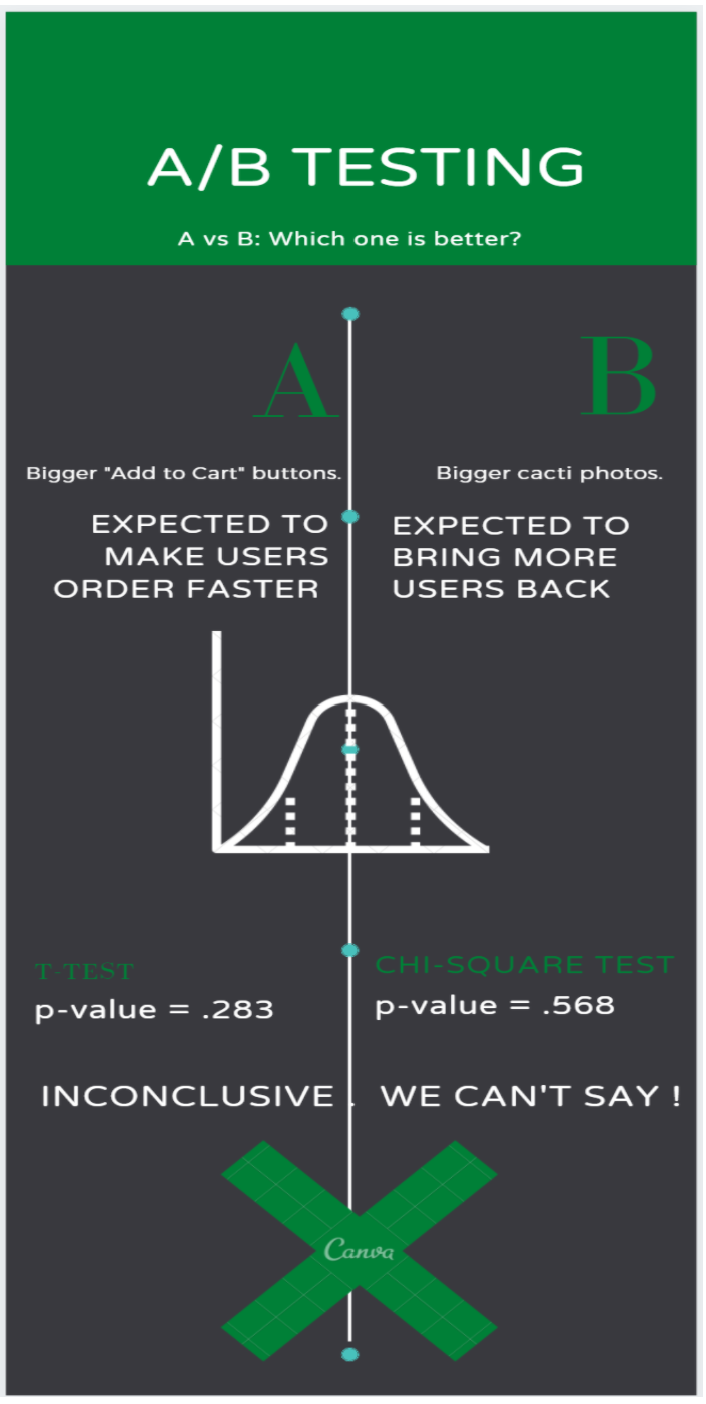 A/B TESTING
A vs B: Which one is better?
A
Bigger "Add to Cart" buttons.
EXPECTED TO
MAKE USERS
ORDER FASTER
B
Bigger cacti photos.
EXPECTED TO
BRING MORE
USERS BACK
T-TEST
p-value = .283
CHI-SQUARE TEST
p-value = .568
INCONCLUSIVE . WE CAN'T SAY !
Canva